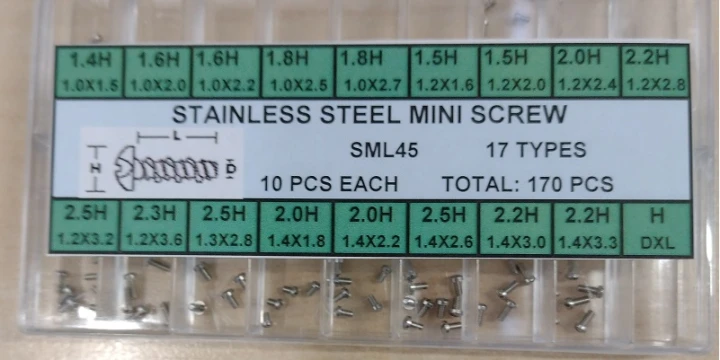 1.4H 1.6H 1.6H 1.8H 1.8H 1.5H 1.5H 2.0H 2.2H
1.0X1.5 1.0X2.0 1.0X2.2 1.0X2.5 1.0X2.7 1.2X1.6 1.2X2.0 1.2X2.4 1.2X2.8
STAINLESS STEEL MINI SCREW
L
H
D
SML45 17 TYPES
10 PCS EACH TOTAL: 170 PCS
2.5H 2.3H 2.5H 2.0H 2.0H 2.5H 2.2H 2.2H H
1.2X3.2 1.2X3.6 1.3X2.8 1.4X1.8 1.4X2.2 1.4X2.6 1.4X3.0 1.4X3.3 DXL